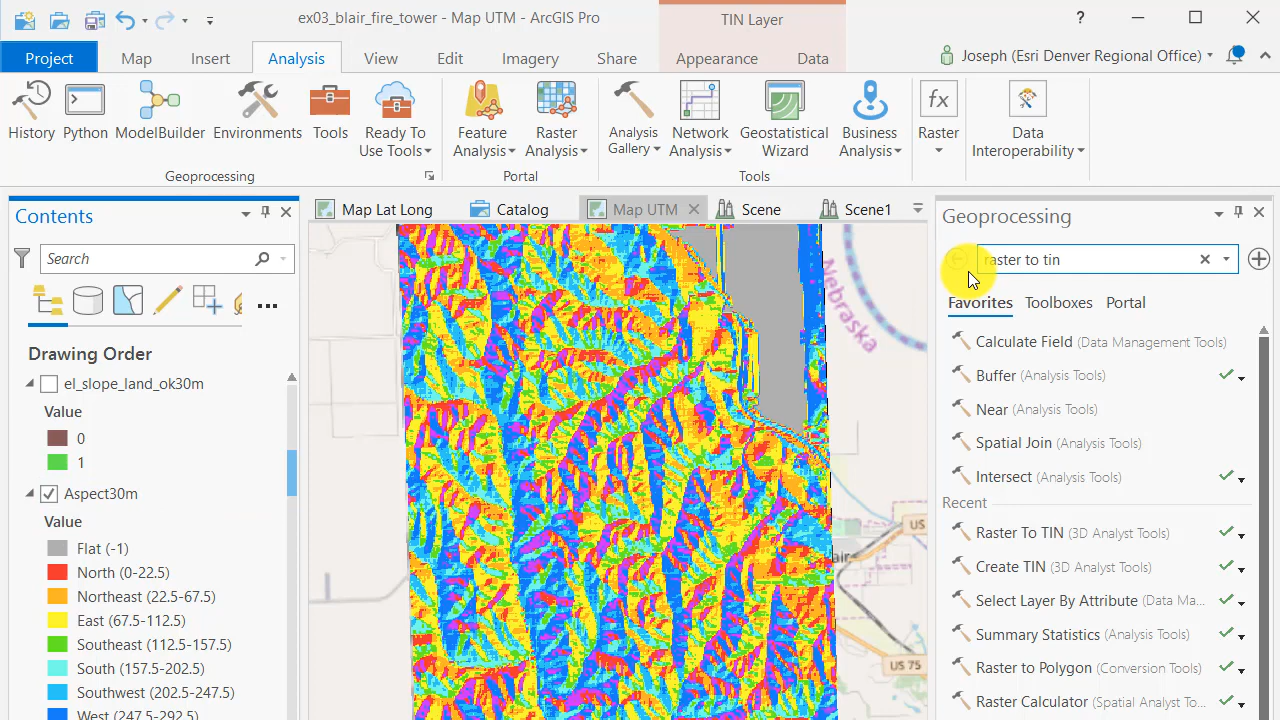 ex03_blair_fire_tower - Map UTM - ArcGIS Pro
TIN Layer
?
Project
Map
Insert
Analysis
View
Edit
Imagery
Share
Appearance
Data
Joseph (Esri Denver Regional Office)
History
Python
ModelBuilder
Environments
Tools
Ready To
Use Tools
Feature
Analysis
Raster
Analysis
Analysis
Gallery
Network
Analysis
Geostatistical
Wizard
Business
Analysis
fx
Raster
Data
Interoperability
Geoprocessing
Portal
Tools
Contents
Search
Drawing Order
el_slope_land_ok30m
Value
0
1
Aspect30m
Value
Flat (-1)
North (0-22.5)
Northeast (22.5-67.5)
East (67.5-112.5)
Southeast (112.5-157.5)
South (157.5-202.5)
Southwest (202.5-247.5)
West (247.5-292.5)
Map Lat Long
Catalog
Map UTM
Scene
Scene1
Nebraska
US
US 75
Geoprocessing
raster to tin
Favorites
Toolboxes
Portal
Calculate Field (Data Management Tools)
Buffer (Analysis Tools)
Near (Analysis Tools)
Spatial Join (Analysis Tools)
Intersect (Analysis Tools)
Recent
Raster To TIN (3D Analyst Tools)
Create TIN (3D Analyst Tools)
Select Layer By Attribute (Data Ma...
Summary Statistics (Analysis Tools)
Raster to Polygon (Conversion Tools)
Raster Calculator (Spatial Analyst To...